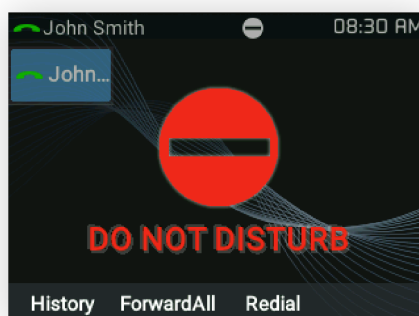 John Smith 08:30 AM
John...
DO NOT DISTURB
History ForwardAll Redial